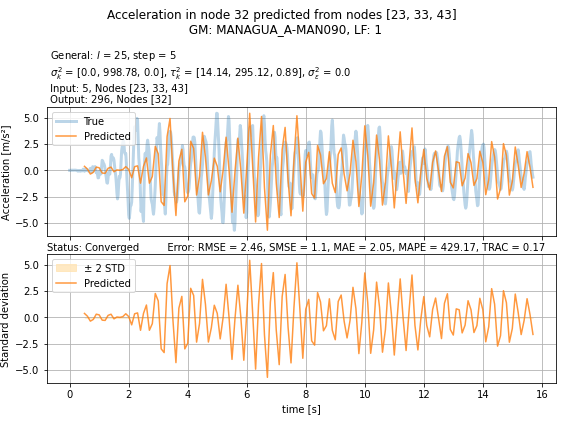 Acceleration in node 32 predicted from nodes [23, 33, 43]
GM: MANAGUA_A-MAN090, LF: 1
General: l = 25, step = 5
σ²ₖ = [0.0, 998.78, 0.0], τ²ₖ = [14.14, 295.12, 0.89], σ²ε = 0.0
Input: 5, Nodes [23, 33, 43]
Output: 296, Nodes [32]
Acceleration [m/s²]
5.0
2.5
0.0
−2.5
−5.0
True
Predicted
Status: Converged Error: RMSE = 2.46, SMSE = 1.1, MAE = 2.05, MAPE = 429.17, TRAC = 0.17
Standard deviation
5.0
2.5
0.0
−2.5
−5.0
± 2 STD
Predicted
0 2 4 6 8 10 12 14 16
time [s]